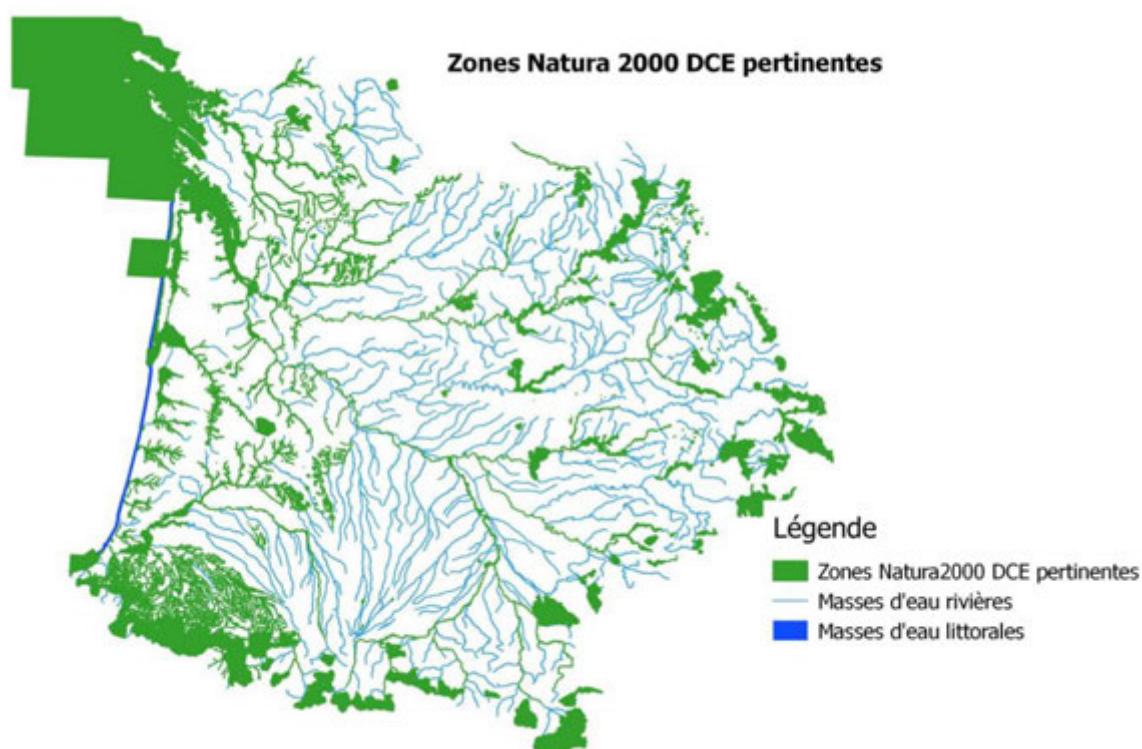 Zones Natura 2000 DCE pertinentes
Légende
Zones Natura2000 DCE pertinentes
Masses d'eau rivières
Masses d'eau littorales